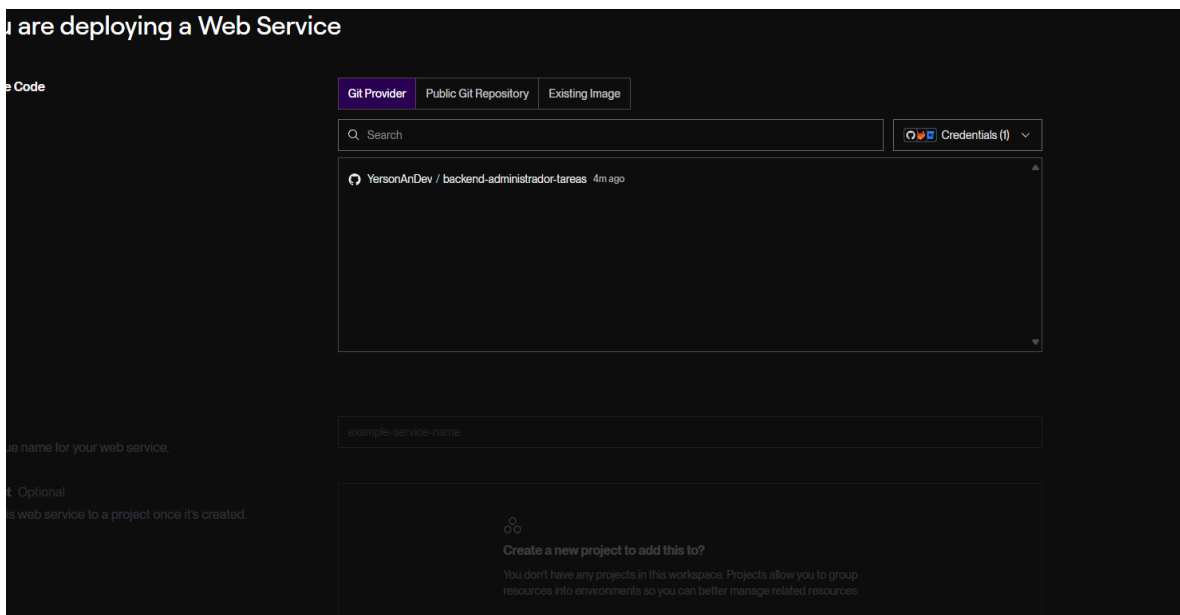 u are deploying a Web Service
e Code
Git Provider Public Git Repository Existing Image
Search
Credentials (1)
YersonAnDev / backend-administrador-tareas 4m ago
example-service-name
ue name for your web service.
t Optional
is web service to a project once it's created.
Create a new project to add this to?
You don't have any projects in this workspace. Projects allow you to group
resources into environments so you can better manage related resources.